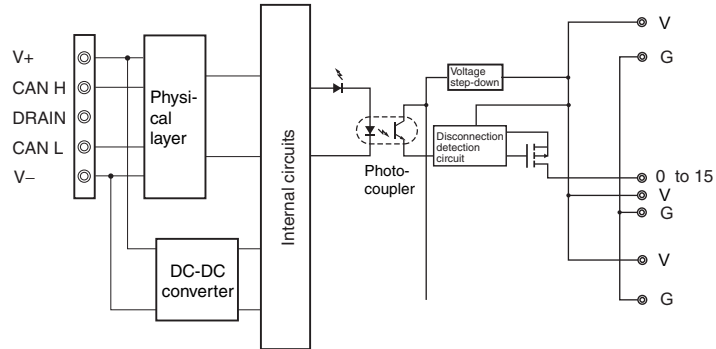 V+
CAN H
DRAIN
CAN L
V−
Physi-
cal
layer
DC-DC
converter
Internal circuits
Photo-
coupler
Voltage
step-down
Disconnection
detection
circuit
V
G
0 to 15
V
G
V
G